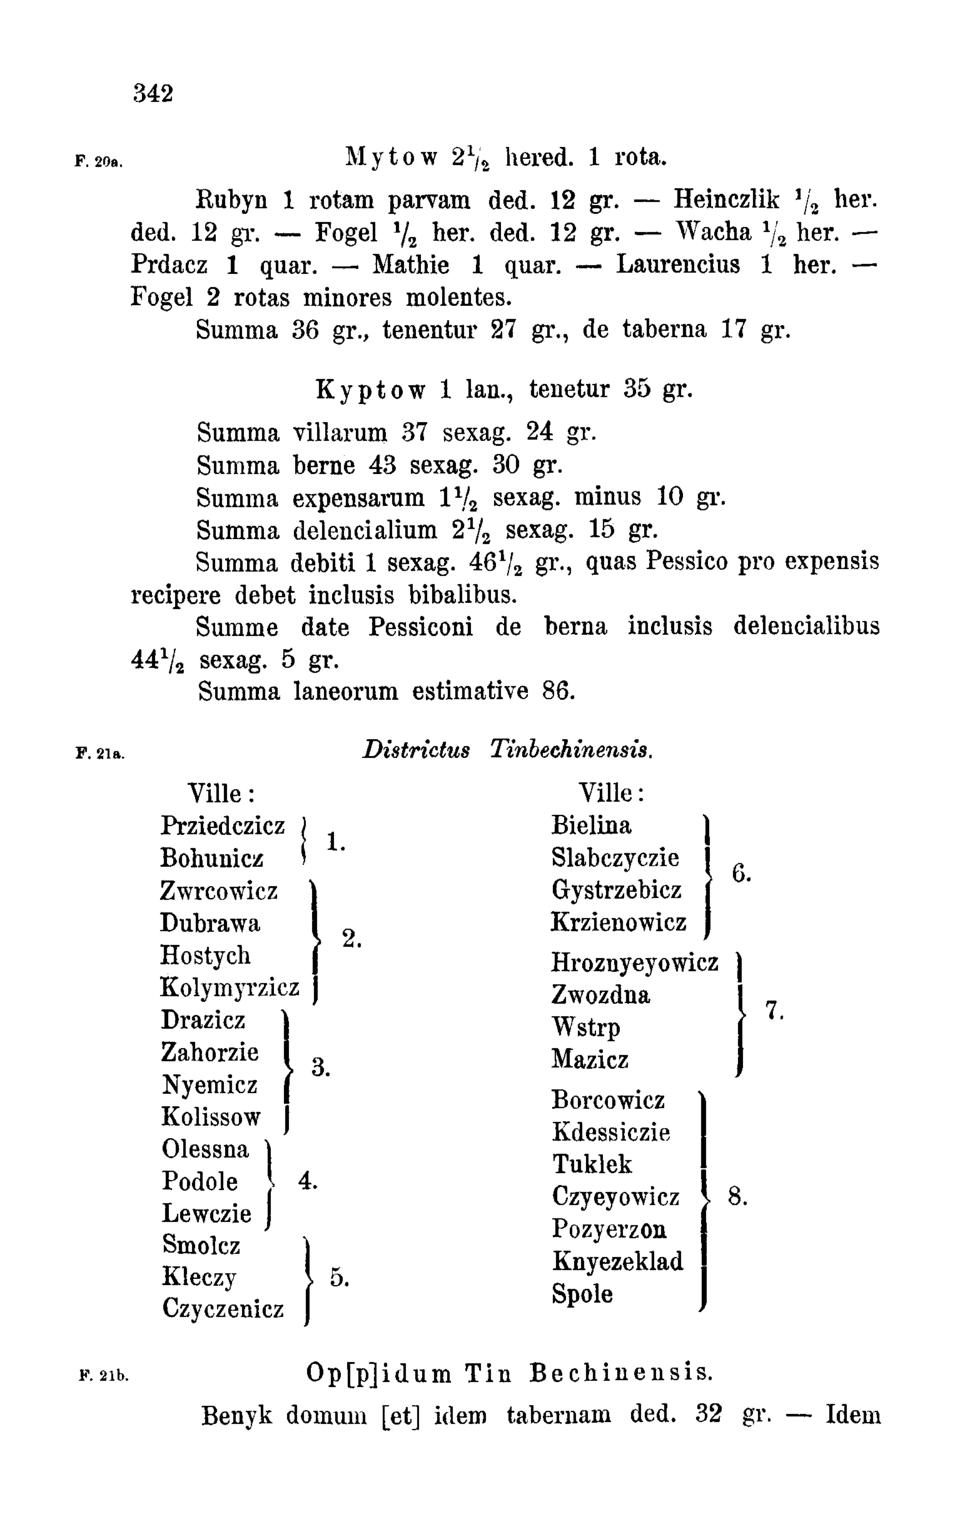 342
F. 20a. Mytow 2 1/2 hered. 1 rota.
Rubyn 1 rotam parvam ded. 12 gr. — Heinczlik 1/2 her.
ded. 12 gr. — Fogel 1/2 her. ded. 12 gr. — Wacha 1/2 her. —
Prdacz 1 quar. — Mathie 1 quar. — Laurencius 1 her. —
Fogel 2 rotas minores molentes.
Summa 36 gr., tenentur 27 gr., de taberna 17 gr.
Kyptow 1 lan., tenetur 35 gr.
Summa villarum 37 sexag. 24 gr.
Summa berne 43 sexag. 30 gr.
Summa expensarum 1 1/2 sexag. minus 10 gr.
Summa delencialium 2 1/2 sexag. 15 gr.
Summa debiti 1 sexag. 46 1/2 gr., quas Pessico pro expensis
recipere debet inclusis bibalibus.
Summe date Pessiconi de berna inclusis delencialibus
44 1/2 sexag. 5 gr.
Summa laneorum estimative 86.
F. 21a. Districtus Tinbechinensis.
Ville:
Prziedczicz
Bohunicz
1.
Zwrcowicz
Dubrawa
Hostych
Kolymyrzicz
2.
Drazicz
Zahorzie
Nyemicz
Kolissow
3.
Olessna
Podole
Lewczie
4.
Smolcz
Kleczy
Czyczenicz
5.
Ville:
Bielina
Slabczyczie
Gystrzebicz
Krzienowicz
6.
Hroznyeyowicz
Zwozdna
Wstrp
Mazicz
7.
Borcowicz
Kdessiczie
Tuklek
Czyeyowicz
Pozyerzon
Knyezeklad
Spole
8.
F. 21b. Op[p]idum Tin Bechinensis.
Benyk domum [et] idem tabernam ded. 32 gr. — Idem